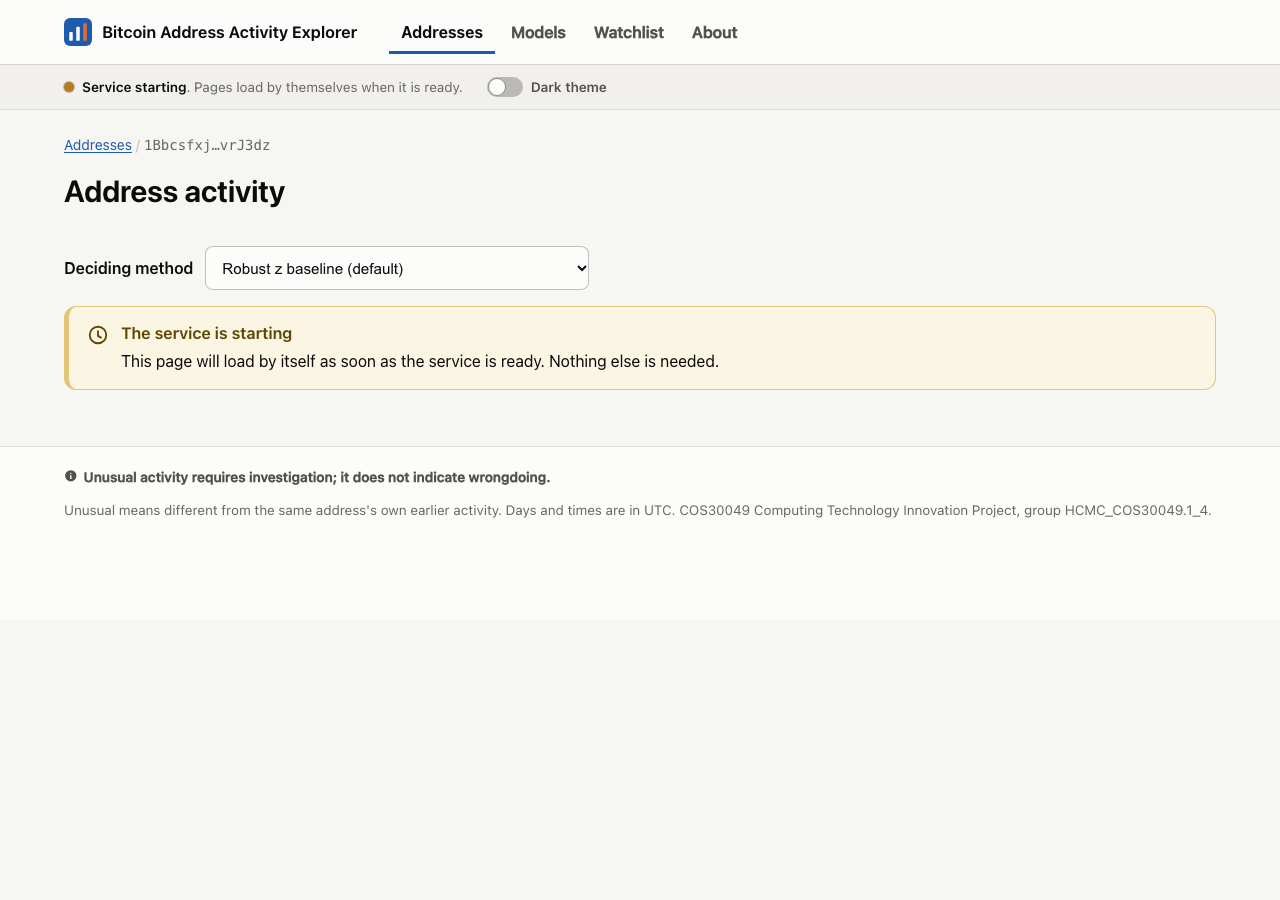 Bitcoin Address Activity Explorer
Addresses
Models
Watchlist
About
Service starting. Pages load by themselves when it is ready.
Dark theme
Addresses / 1Bbcsfxj…vrJ3dz
Address activity
Deciding method
Robust z baseline (default)
The service is starting
This page will load by itself as soon as the service is ready. Nothing else is needed.
Unusual activity requires investigation; it does not indicate wrongdoing.
Unusual means different from the same address's own earlier activity. Days and times are in UTC. COS30049 Computing Technology Innovation Project, group HCMC_COS30049.1_4.